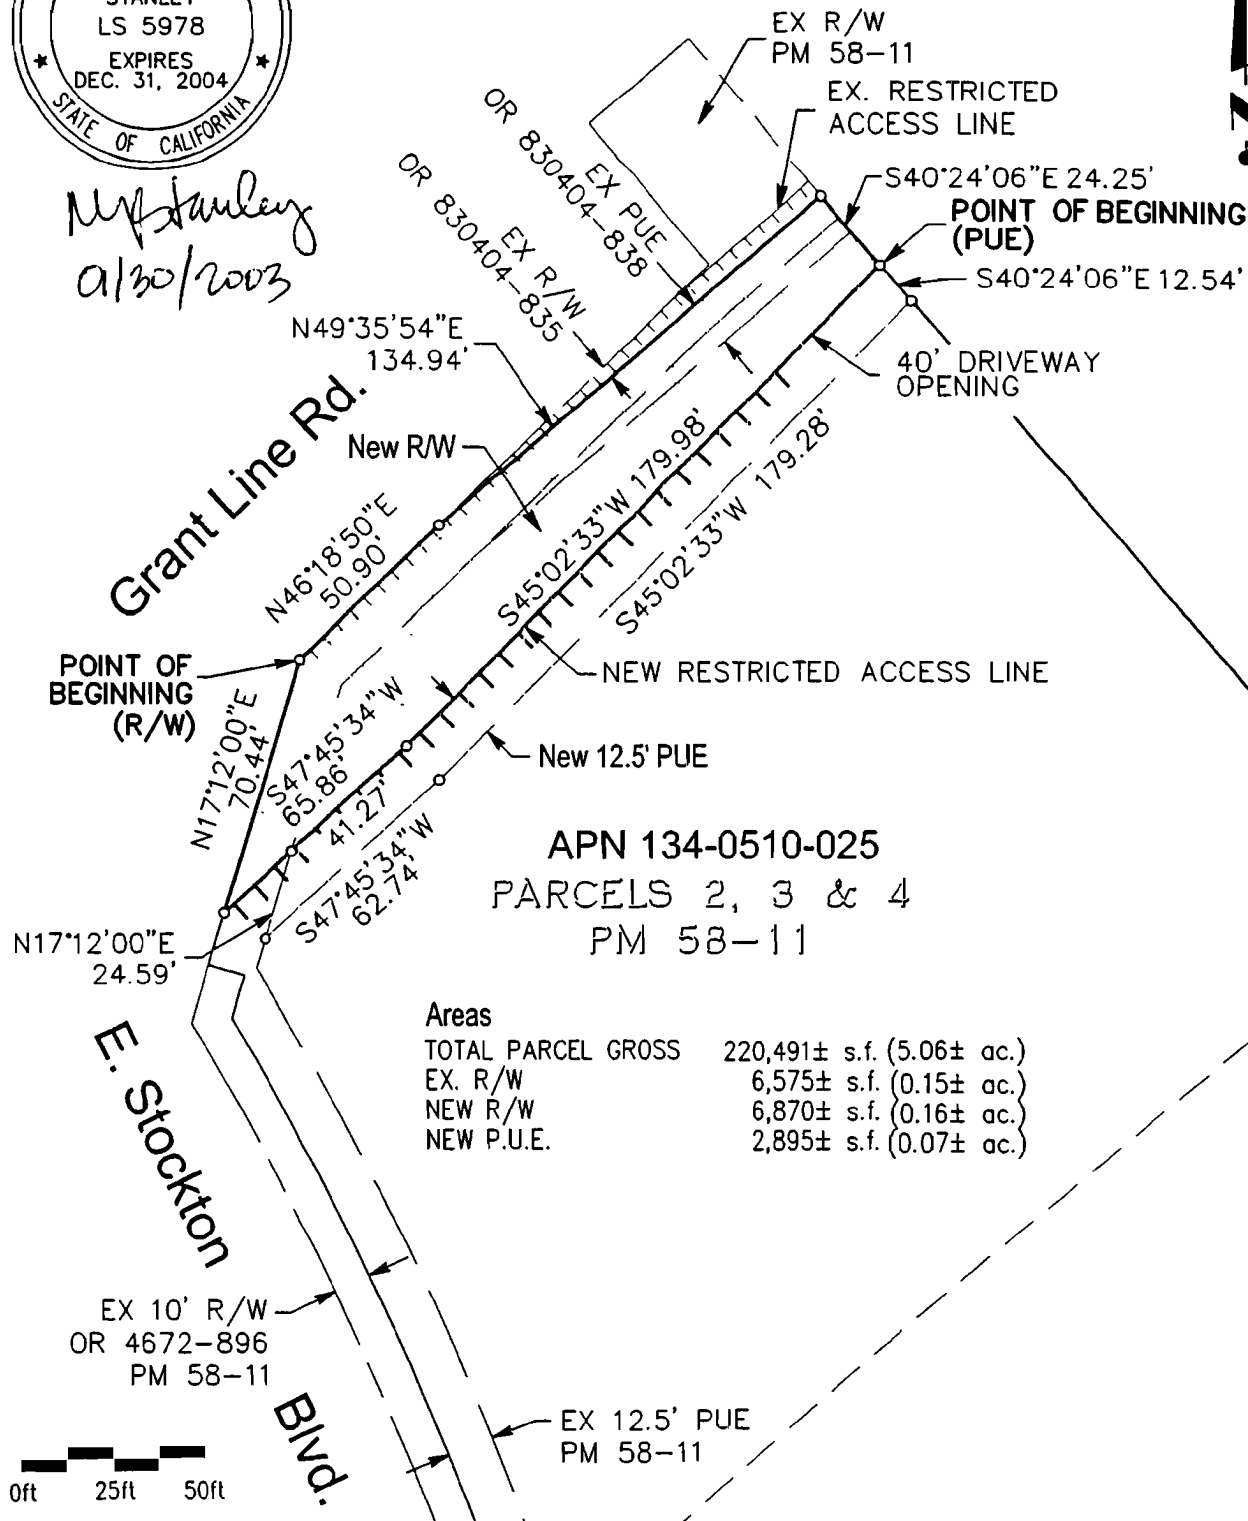 STANLEY
LS 5978
EXPIRES
DEC. 31, 2004
STATE OF CALIFORNIA
9/30/2003
EX R/W
PM 58-11
EX. RESTRICTED
ACCESS LINE
OR 830404-838
EX PUE
OR 830404-835
EX R/W
S40°24'06"E 24.25'
POINT OF BEGINNING
(PUE)
S40°24'06"E 12.54'
N49°35'54"E
134.94'
40' DRIVEWAY
OPENING
Grant Line Rd.
New R/W
S45°02'33"W 179.98'
S45°02'33"W 179.28'
N46°18'50"E
50.90'
POINT OF
BEGINNING
(R/W)
NEW RESTRICTED ACCESS LINE
N17°12'00"E
70.44'
S47°45'34"W
65.86'
41.27'
New 12.5' PUE
S47°45'34"W
62.74'
APN 134-0510-025
PARCELS 2, 3 & 4
PM 58-11
N17°12'00"E
24.59'
Areas
TOTAL PARCEL GROSS 220,491± s.f. (5.06± ac.)
EX. R/W 6,575± s.f. (0.15± ac.)
NEW R/W 6,870± s.f. (0.16± ac.)
NEW P.U.E. 2,895± s.f. (0.07± ac.)
E. Stockton Blvd.
EX 10' R/W
OR 4672-896
PM 58-11
EX 12.5' PUE
PM 58-11
0ft 25ft 50ft